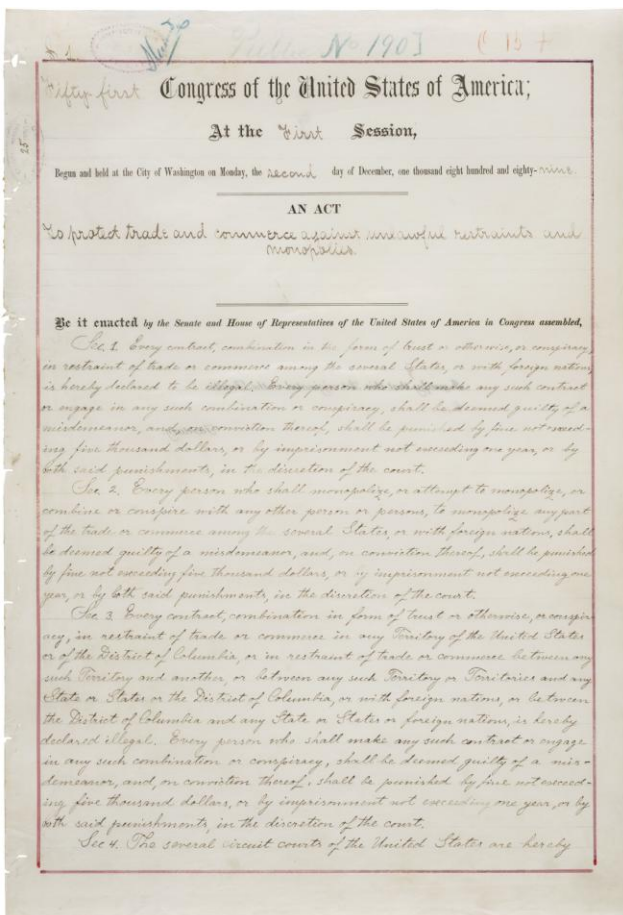 Public No 190
Fifty-first Congress of the United States of America;
At the First Session,
Begun and held at the City of Washington on Monday, the second day of December, one thousand eight hundred and eighty-nine.
AN ACT
To protect trade and commerce against unlawful restraints and
monopolies.
Be it enacted by the Senate and House of Representatives of the United States of America in Congress assembled,
Sec. 1. Every contract, combination in the form of trust or otherwise, or conspiracy,
in restraint of trade or commerce among the several States, or with foreign nations,
is hereby declared to be illegal. Every person who shall make any such contract
or engage in any such combination or conspiracy, shall be deemed guilty of a
misdemeanor, and, on conviction thereof, shall be punished by fine not exceed-
ing five thousand dollars, or by imprisonment not exceeding one year, or by
both said punishments, in the discretion of the court.
Sec. 2. Every person who shall monopolize, or attempt to monopolize, or
combine or conspire with any other person or persons, to monopolize any part
of the trade or commerce among the several States, or with foreign nations, shall
be deemed guilty of a misdemeanor, and, on conviction thereof, shall be punished
by fine not exceeding five thousand dollars, or by imprisonment not exceeding one
year, or by both said punishments, in the discretion of the court.
Sec. 3. Every contract, combination in form of trust or otherwise, or conspir-
acy, in restraint of trade or commerce in any Territory of the United States
or of the District of Columbia, or in restraint of trade or commerce between any
such Territory and another, or between any such Territory or Territories and any
State or States or the District of Columbia, or with foreign nations, or between
the District of Columbia and any State or States or foreign nations, is hereby
declared illegal. Every person who shall make any such contract or engage
in any such combination or conspiracy, shall be deemed guilty of a mis-
demeanor, and, on conviction thereof, shall be punished by fine not exceed-
ing five thousand dollars, or by imprisonment not exceeding one year, or by
both said punishments, in the discretion of the court.
Sec 4. The several circuit courts of the United States are hereby